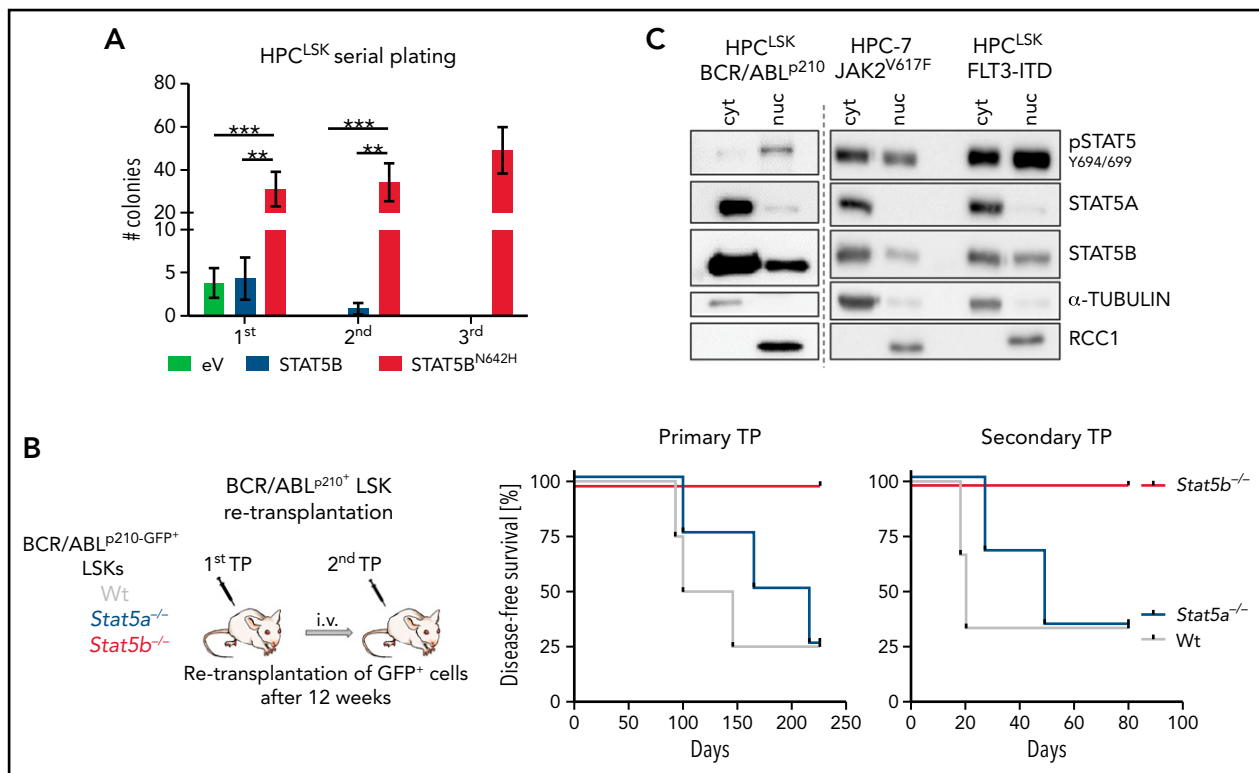 A
HPC^LSK serial plating
# colonies
80
60
40
20
10
5
0
***
**
***
**
1st
2nd
3rd
eV
STAT5B
STAT5B^N642H
C
HPC^LSK
BCR/ABL^p210
HPC-7
JAK2^V617F
HPC^LSK
FLT3-ITD
cyt
nuc
cyt
nuc
cyt
nuc
pSTAT5
Y694/699
STAT5A
STAT5B
α-TUBULIN
RCC1
B
BCR/ABL^p210+ LSK
re-transplantation
BCR/ABL^p210-GFP+
LSKs
Wt
Stat5a–/–
Stat5b–/–
1st TP
2nd TP
i.v.
Re-transplantation of GFP+ cells
after 12 weeks
Primary TP
Disease-free survival [%]
100
75
50
25
0
0
50
100
150
200
250
Days
Secondary TP
100
75
50
25
0
0
20
40
60
80
100
Days
Stat5b–/–
Stat5a–/–
Wt